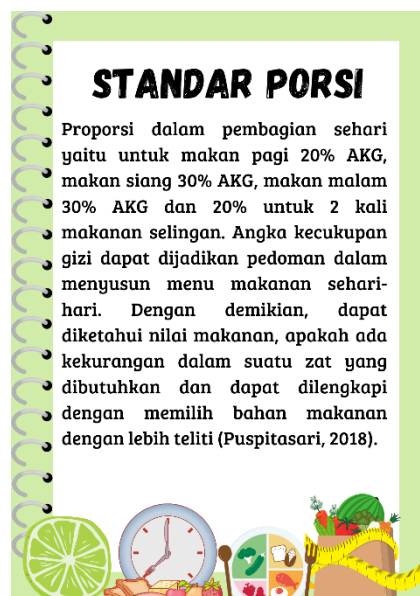 STANDAR PORSI
Proporsi dalam pembagian sehari
yaitu untuk makan pagi 20% AKG,
makan siang 30% AKG, makan malam
30% AKG dan 20% untuk 2 kali
makanan selingan. Angka kecukupan
gizi dapat dijadikan pedoman dalam
menyusun menu makanan sehari-
hari. Dengan demikian, dapat
diketahui nilai makanan, apakah ada
kekurangan dalam suatu zat yang
dibutuhkan dan dapat dilengkapi
dengan memilih bahan makanan
dengan lebih teliti (Puspitasari, 2018).